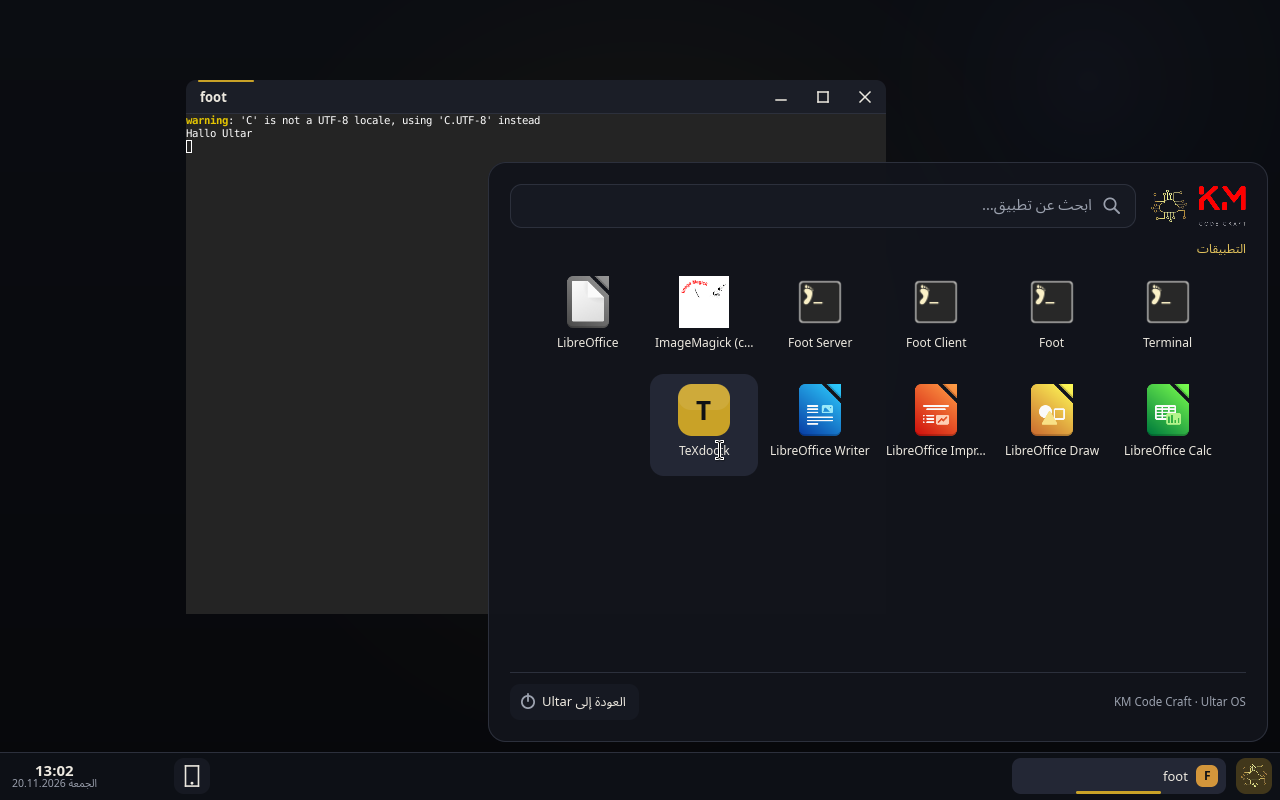 foot
warning: 'C' is not a UTF-8 locale, using 'C.UTF-8' instead
Hallo Ultar
ابحث عن تطبيق...
KM
CODE CRAFT
التطبيقات
Terminal
Foot
Foot Client
Foot Server
ImageMagick (c...
LibreOffice
LibreOffice Calc
LibreOffice Draw
LibreOffice Impr...
LibreOffice Writer
T
TeXdock
KM Code Craft · Ultar OS
العودة إلى Ultar
F
foot
13:02
الجمعة 20.11.2026